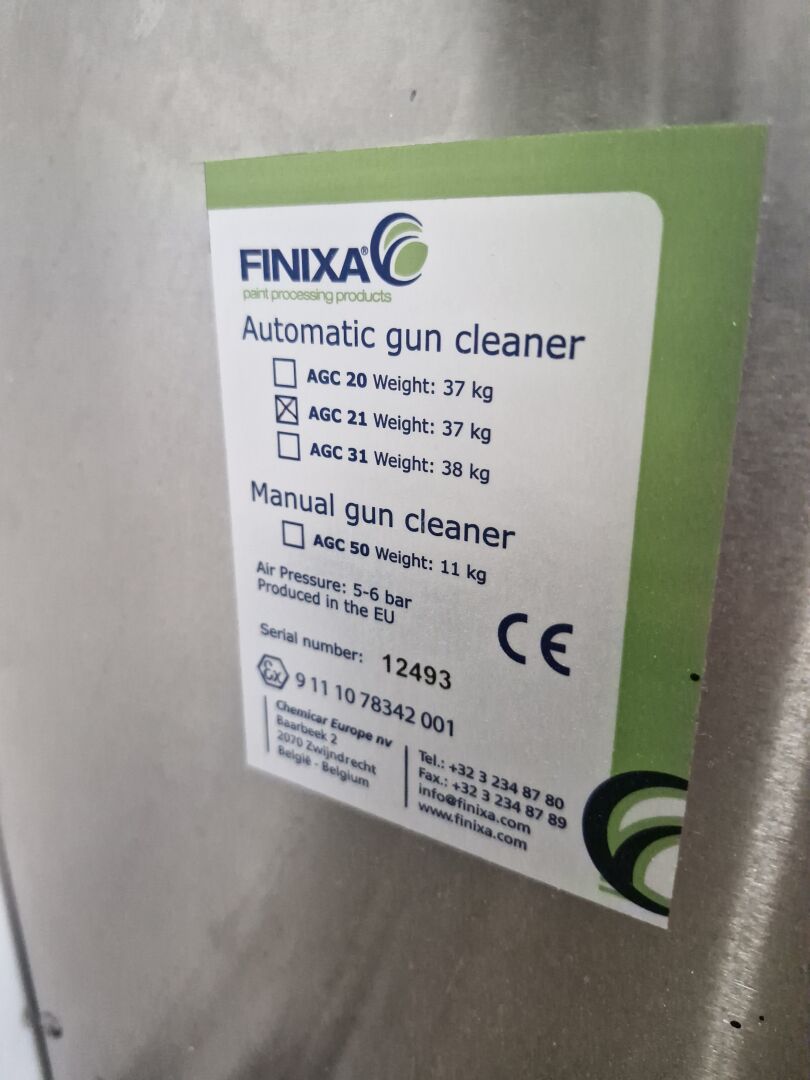 FINIXA®
paint processing products
Automatic gun cleaner
AGC 20 Weight: 37 kg
AGC 21 Weight: 37 kg
AGC 31 Weight: 38 kg
Manual gun cleaner
AGC 50 Weight: 11 kg
Air Pressure: 5-6 bar
Produced in the EU
CE
Serial number: 12493
Ex 9 11 10 78342 001
Chemicar Europe nv
Baarbeek 2
2070 Zwijndrecht
België - Belgium
Tel.: +32 3 234 87 80
Fax.: +32 3 234 87 89
info@finixa.com
www.finixa.com